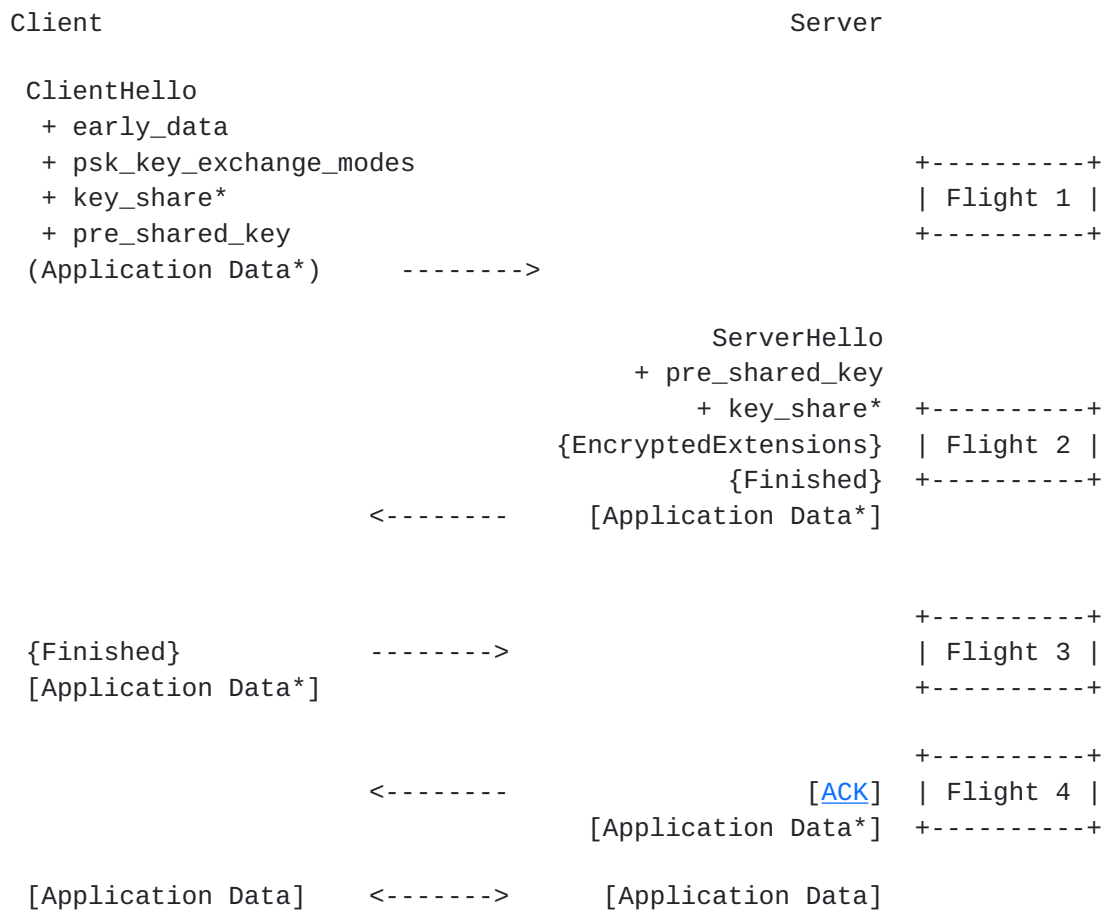 Client                                            Server

 ClientHello
  + early_data
  + psk_key_exchange_modes                                +----------+
  + key_share*                                            | Flight 1 |
  + pre_shared_key                                        +----------+
 (Application Data*)     -------->

                                             ServerHello
                                        + pre_shared_key
                                            + key_share*  +----------+
                                   {EncryptedExtensions}  | Flight 2 |
                                              {Finished}  +----------+
                       <--------     [Application Data*]

                                                          +----------+
 {Finished}            -------->                          | Flight 3 |
 [Application Data*]                                      +----------+

                                                          +----------+
                       <--------                   [ACK]  | Flight 4 |
                                     [Application Data*]  +----------+

 [Application Data]    <------->      [Application Data]